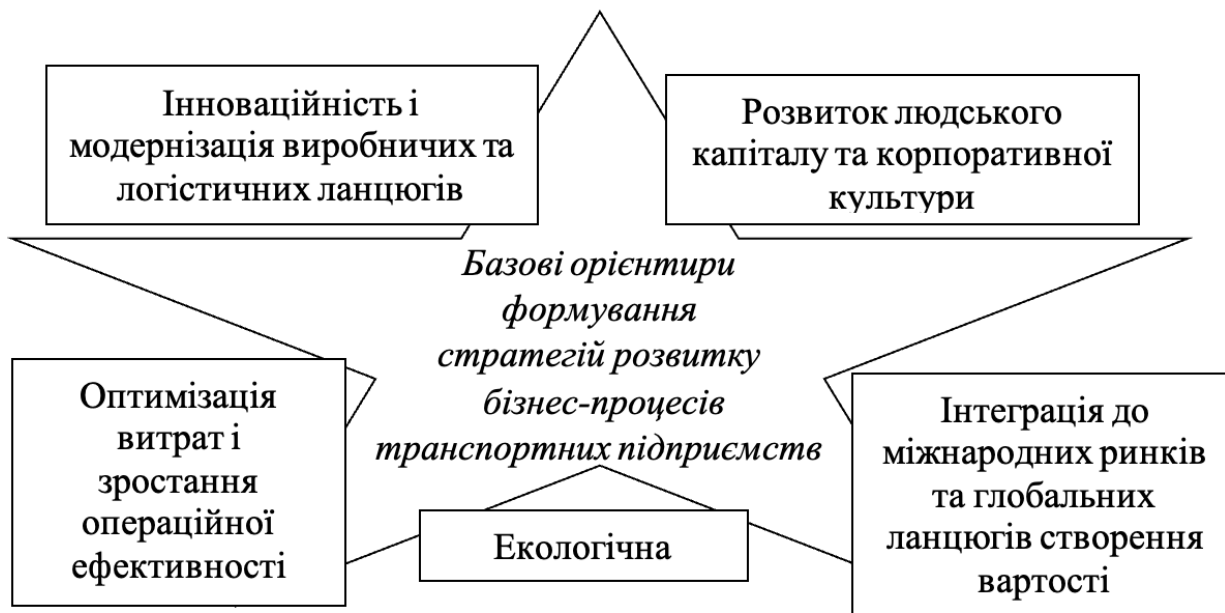 Інноваційність і
модернізація виробничих та
логістичних ланцюгів
Розвиток людського
капіталу та корпоративної
культури
Базові орієнтири
формування
стратегій розвитку
бізнес-процесів
транспортних підприємств
Оптимізація
витрат і
зростання
операційної
ефективності
Екологічна
Інтеграція до
міжнародних ринків
та глобальних
ланцюгів створення
вартості